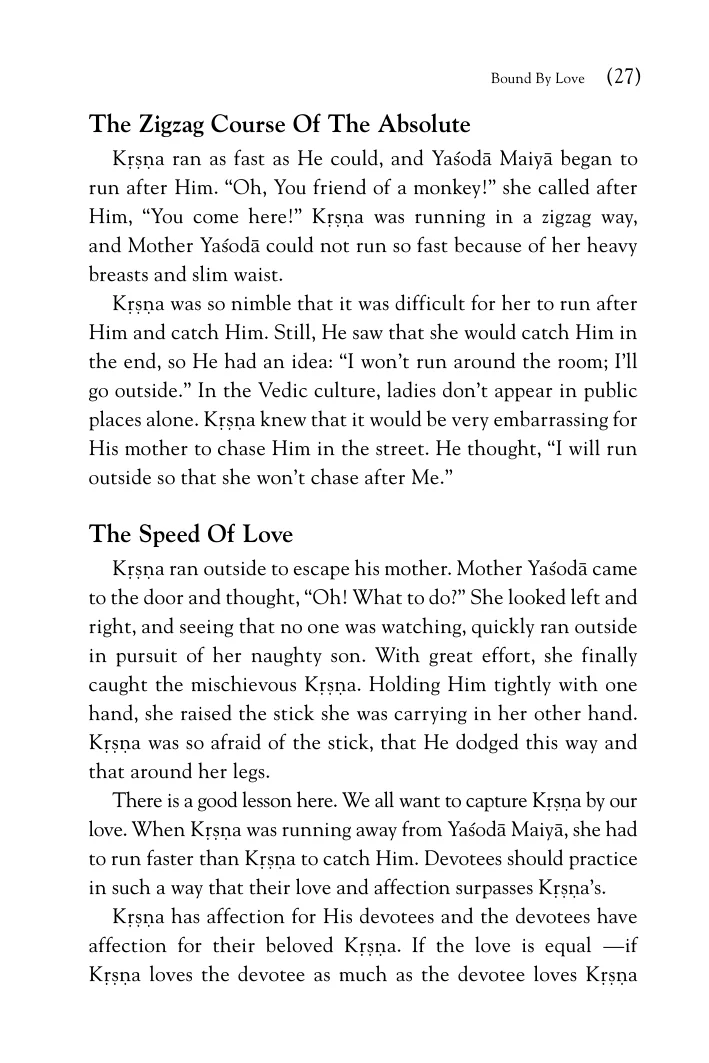 Bound By Love (27)
The Zigzag Course Of The Absolute
Kṛṣṇa ran as fast as He could, and Yaśodā Maiyā began to
run after Him. “Oh, You friend of a monkey!” she called after
Him, “You come here!” Kṛṣṇa was running in a zigzag way,
and Mother Yaśodā could not run so fast because of her heavy
breasts and slim waist.
Kṛṣṇa was so nimble that it was difficult for her to run after
Him and catch Him. Still, He saw that she would catch Him in
the end, so He had an idea: “I won’t run around the room; I’ll
go outside.” In the Vedic culture, ladies don’t appear in public
places alone. Kṛṣṇa knew that it would be very embarrassing for
His mother to chase Him in the street. He thought, “I will run
outside so that she won’t chase after Me.”
The Speed Of Love
Kṛṣṇa ran outside to escape his mother. Mother Yaśodā came
to the door and thought, “Oh! What to do?” She looked left and
right, and seeing that no one was watching, quickly ran outside
in pursuit of her naughty son. With great effort, she finally
caught the mischievous Kṛṣṇa. Holding Him tightly with one
hand, she raised the stick she was carrying in her other hand.
Kṛṣṇa was so afraid of the stick, that He dodged this way and
that around her legs.
There is a good lesson here. We all want to capture Kṛṣṇa by our
love. When Kṛṣṇa was running away from Yaśodā Maiyā, she had
to run faster than Kṛṣṇa to catch Him. Devotees should practice
in such a way that their love and affection surpasses Kṛṣṇa’s.
Kṛṣṇa has affection for His devotees and the devotees have
affection for their beloved Kṛṣṇa. If the love is equal —if
Kṛṣṇa loves the devotee as much as the devotee loves Kṛṣṇa